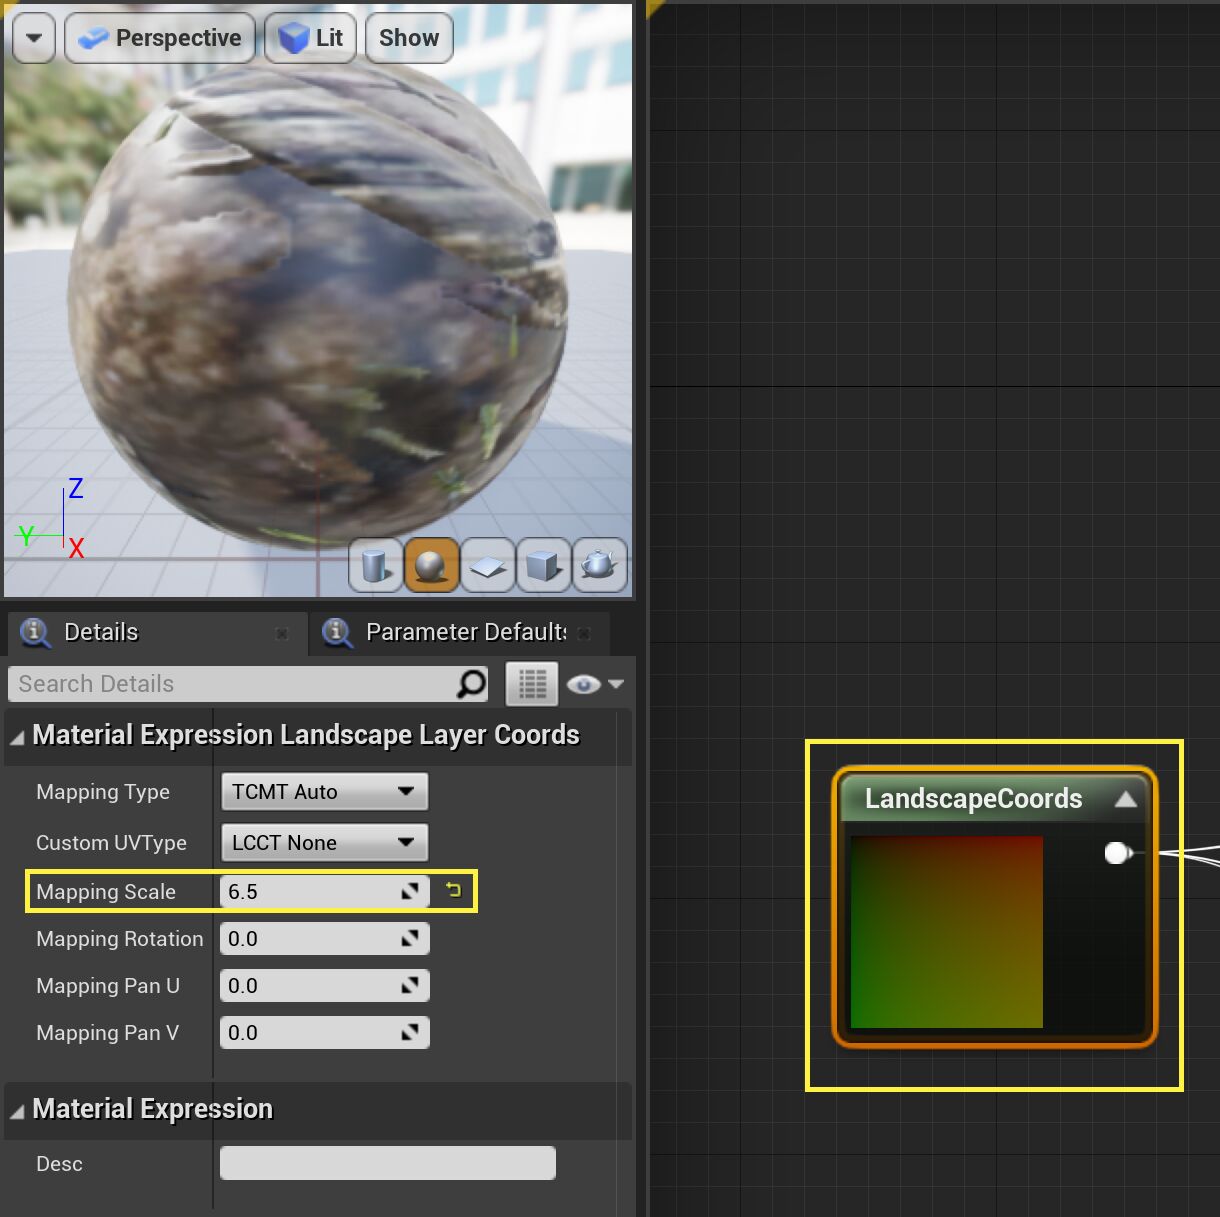 Perspective
Lit
Show
Z
Y
X
Details
Parameter Defaults
Search Details
Material Expression Landscape Layer Coords
Mapping Type
TCMT Auto
Custom UVType
LCCT None
Mapping Scale
6.5
Mapping Rotation
0.0
Mapping Pan U
0.0
Mapping Pan V
0.0
Material Expression
Desc
LandscapeCoords